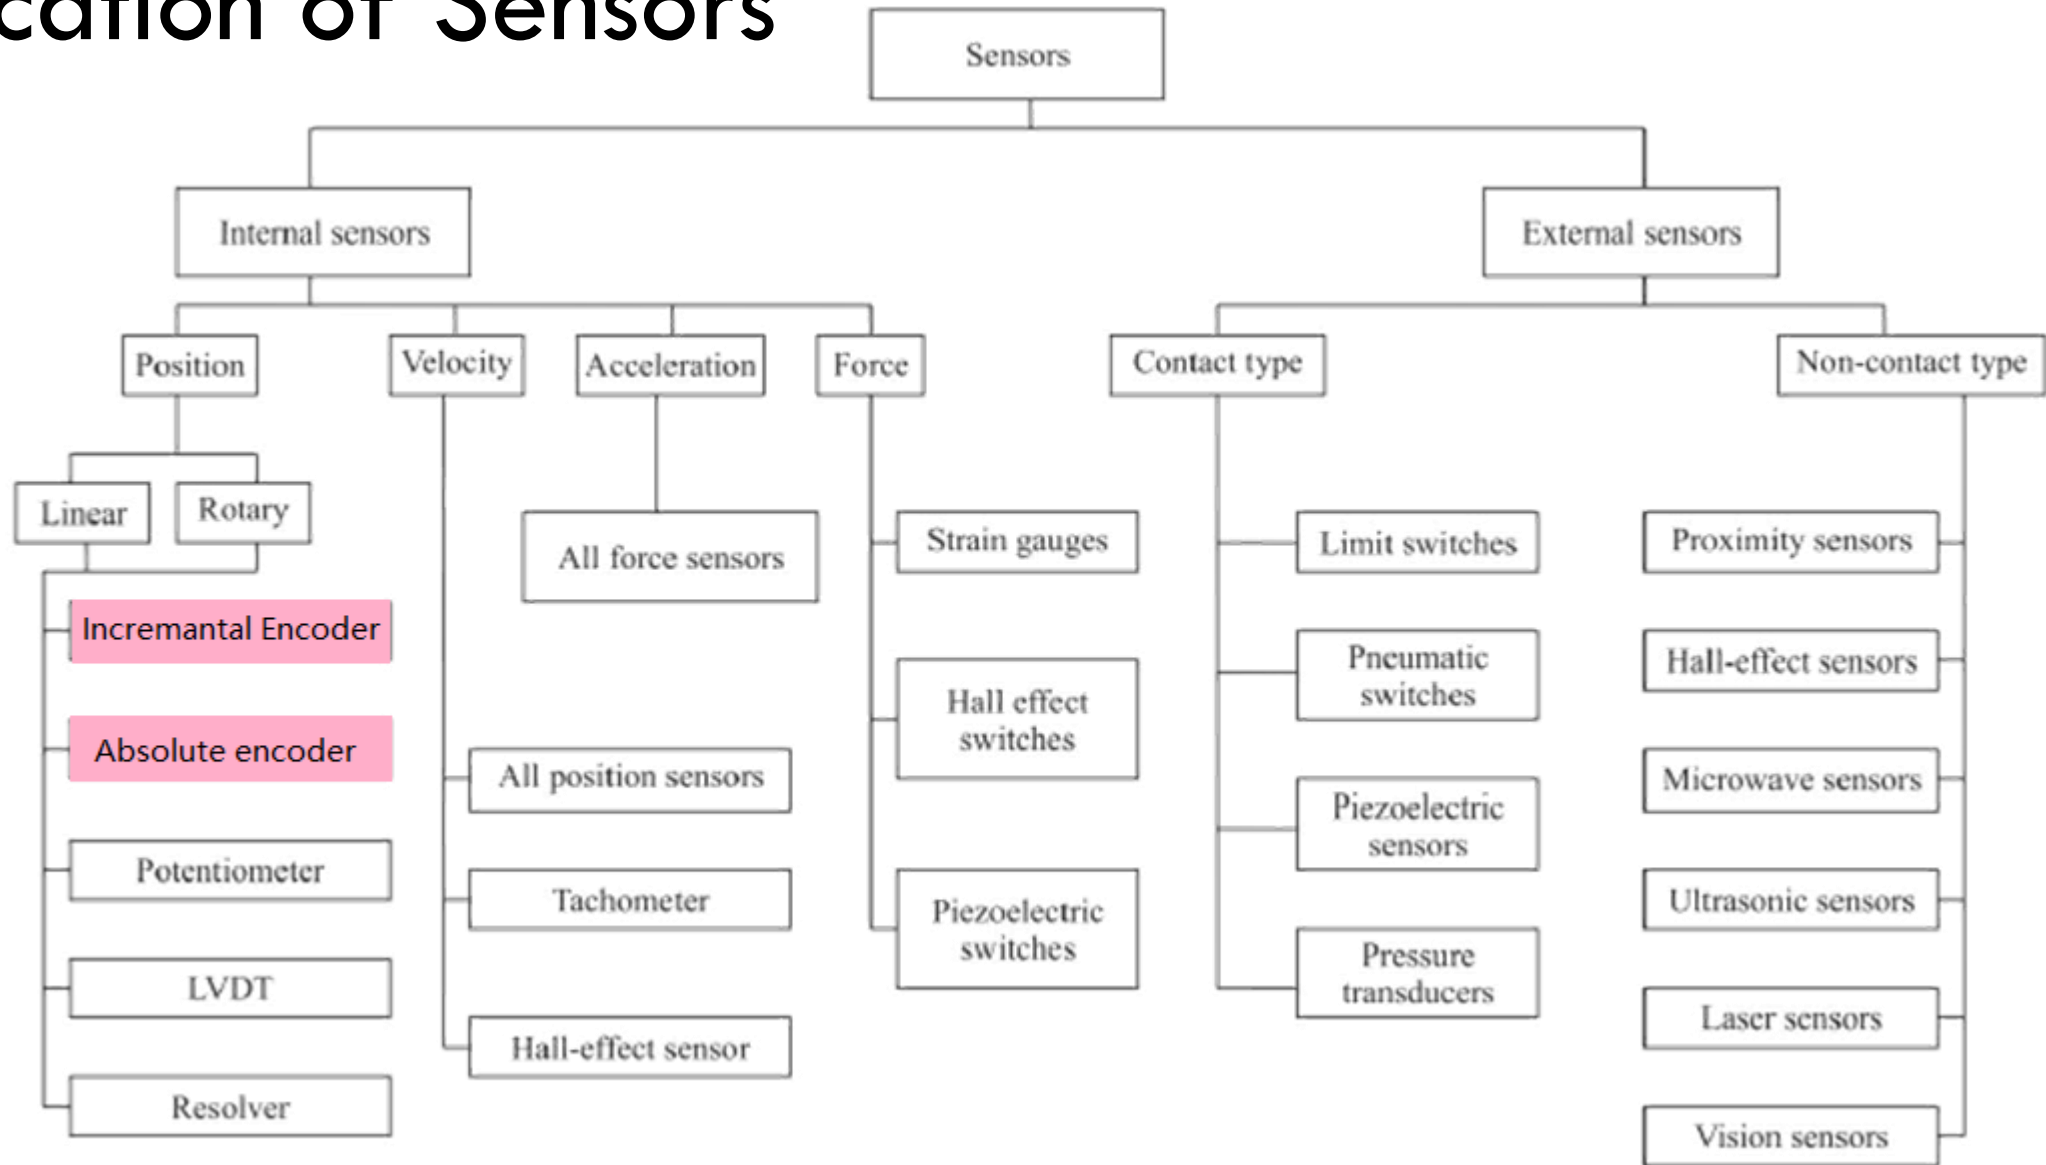 cation of Sensors
Sensors
Internal sensors
External sensors
Position
Velocity
Acceleration
Force
Contact type
Non-contact type
Linear
Rotary
Incremantal Encoder
Absolute encoder
Potentiometer
LVDT
Resolver
All position sensors
Tachometer
Hall-effect sensor
All force sensors
Strain gauges
Hall effect
switches
Piezoelectric
switches
Limit switches
Pneumatic
switches
Piezoelectric
sensors
Pressure
transducers
Proximity sensors
Hall-effect sensors
Microwave sensors
Ultrasonic sensors
Laser sensors
Vision sensors